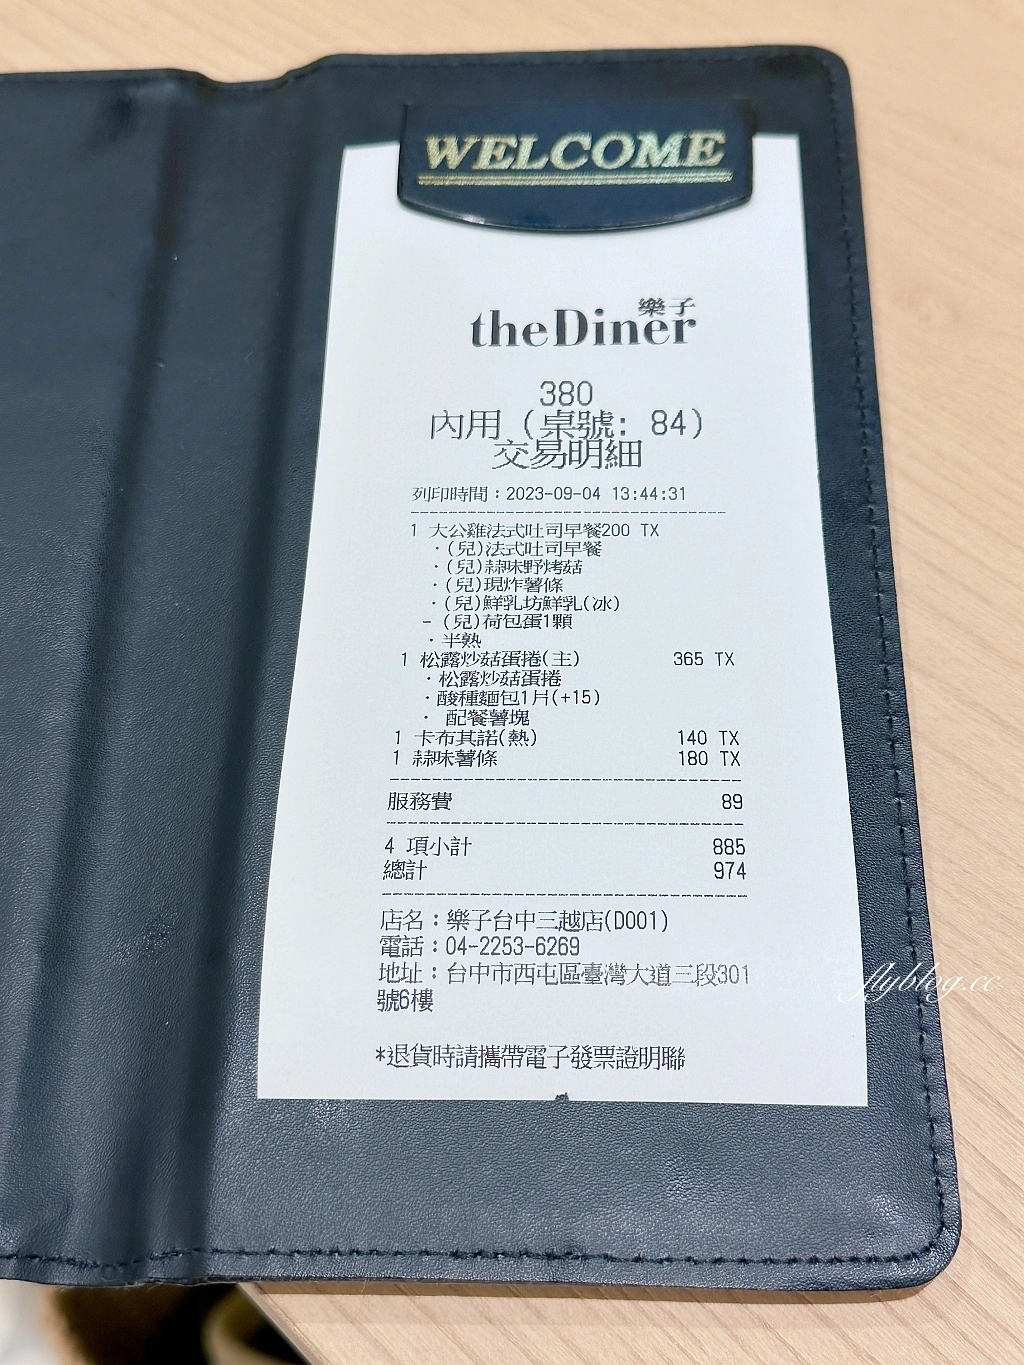 WELCOME
樂子
the Diner
380
內用 (桌號: 84)
交易明細
列印時間：2023-09-04 13:44:31
1 大公雞法式吐司早餐200 TX
・(兒)法式吐司早餐
・(兒)蒜味野烤菇
・(兒)現炸薯條
・(兒)鮮乳坊鮮乳(冰)
- (兒)荷包蛋1顆
・半熟
1 松露炒菇蛋捲(主) 365 TX
・松露炒菇蛋捲
・酸種麵包1片(+15)
・ 配餐薯塊
1 卡布其諾(熱) 140 TX
1 蒜味薯條 180 TX
服務費 89
4 項小計 885
總計 974
店名：樂子台中三越店(D001)
電話：04-2253-6269
地址：台中市西屯區臺灣大道三段301
號6樓
*退貨時請攜帶電子發票證明聯
flyblog.cc